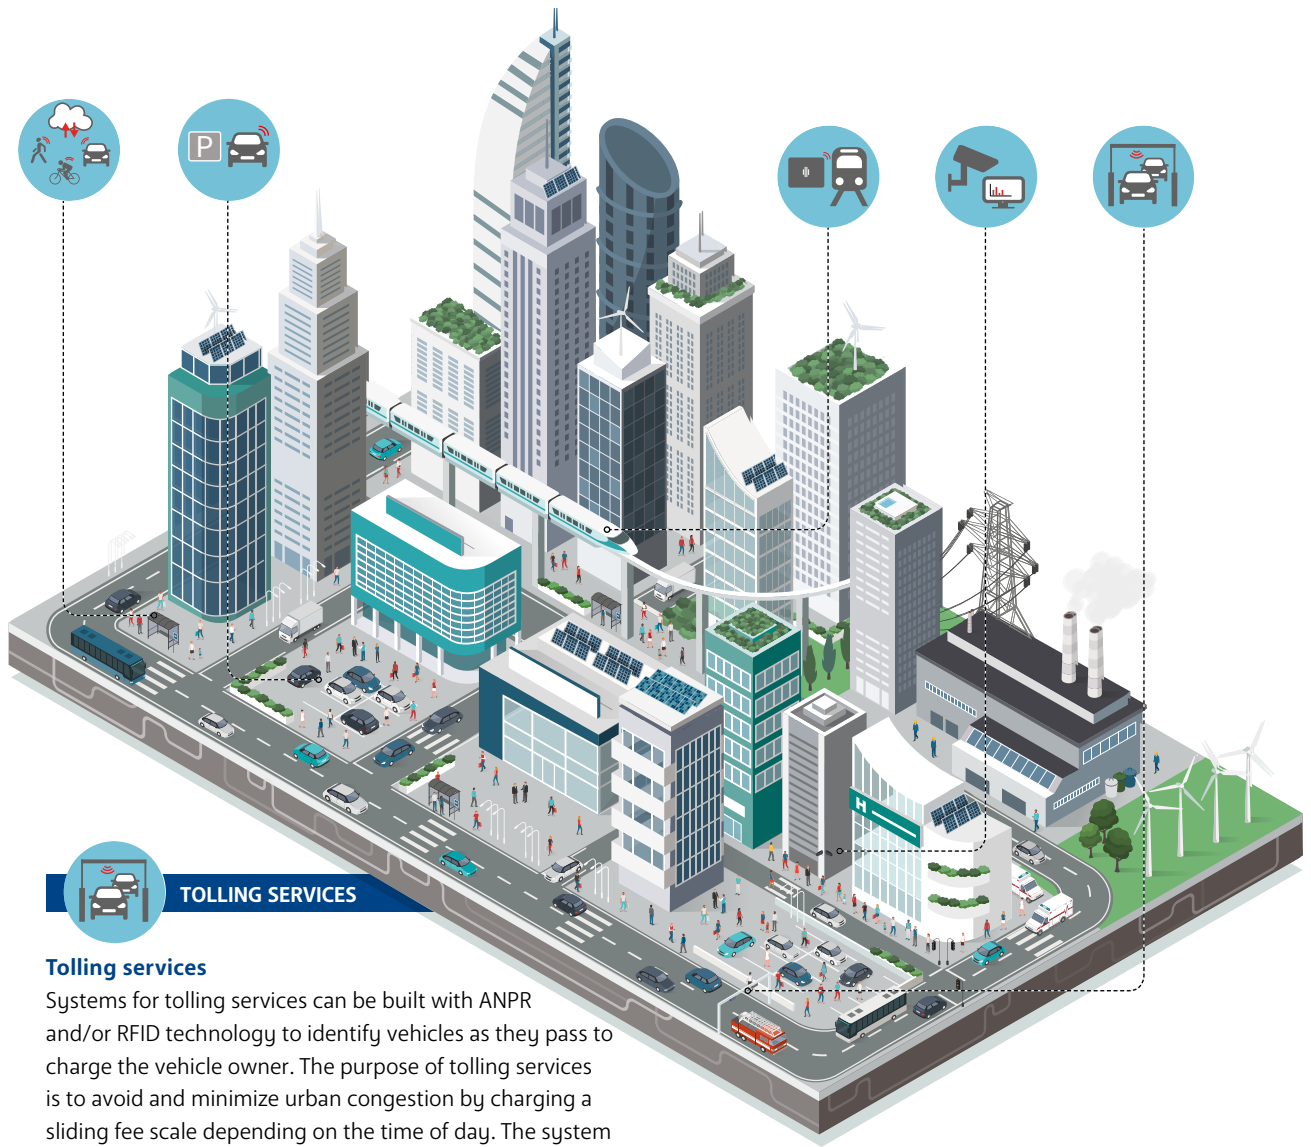 P
H
TOLLING SERVICES
Tolling services
Systems for tolling services can be built with ANPR
and/or RFID technology to identify vehicles as they pass to
charge the vehicle owner. The purpose of tolling services
is to avoid and minimize urban congestion by charging a
sliding fee scale depending on the time of day. The system